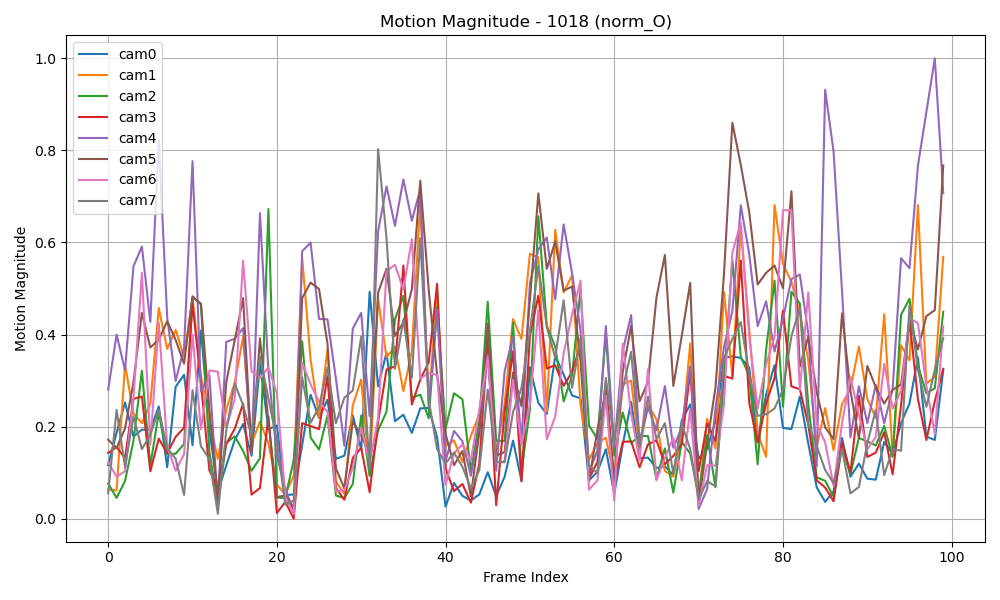 Motion Magnitude - 1018 (norm_O)
cam0
cam1
cam2
cam3
cam4
cam5
cam6
cam7
1.0
0.8
0.6
0.4
0.2
0.0
Motion Magnitude
0 20 40 60 80 100
Frame Index